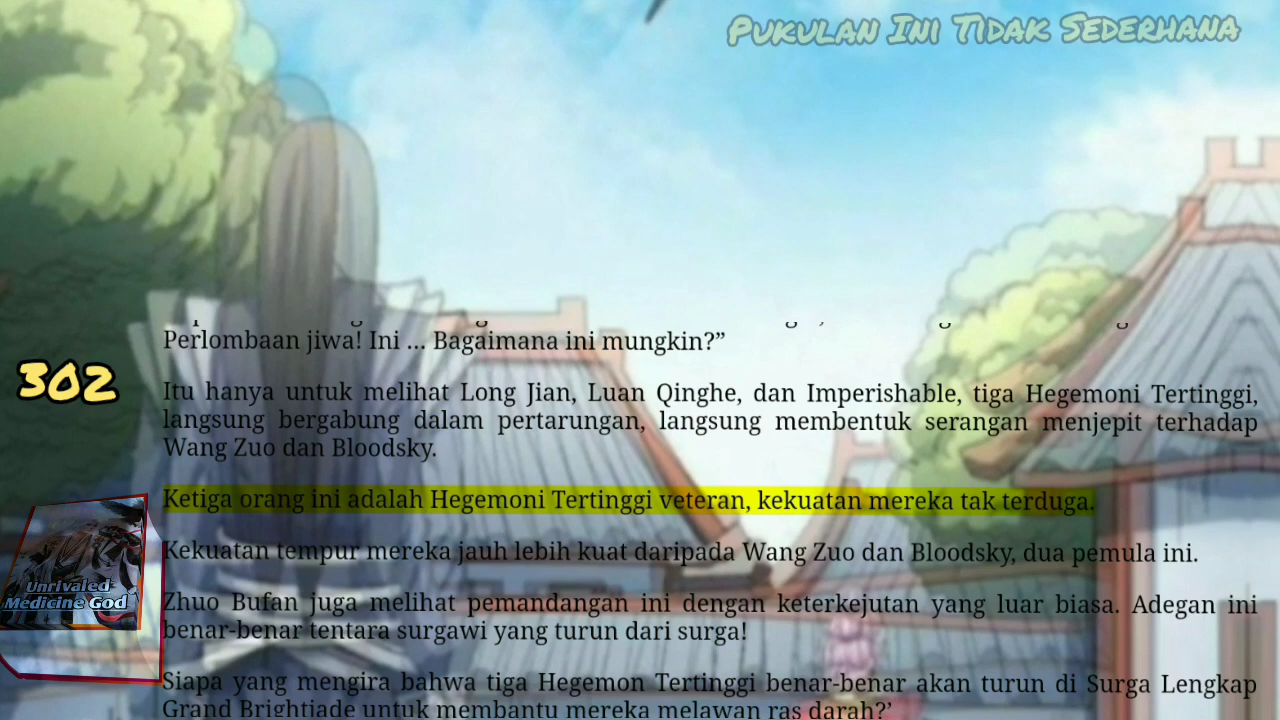 Pukulan Ini Tidak Sederhana
Perlombaan jiwa! Ini ... Bagaimana ini mungkin?”
302
Itu hanya untuk melihat Long Jian, Luan Qinghe, dan Imperishable, tiga Hegemoni Tertinggi,
langsung bergabung dalam pertarungan, langsung membentuk serangan menjepit terhadap
Wang Zuo dan Bloodsky.
Ketiga orang ini adalah Hegemoni Tertinggi veteran, kekuatan mereka tak terduga.
Kekuatan tempur mereka jauh lebih kuat daripada Wang Zuo dan Bloodsky, dua pemula ini.
Unrivaled
Medicine God
Zhuo Bufan juga melihat pemandangan ini dengan keterkejutan yang luar biasa. Adegan ini
benar-benar tentara surgawi yang turun dari surga!
Siapa yang mengira bahwa tiga Hegemon Tertinggi benar-benar akan turun di Surga Lengkap
Grand Brightjade untuk membantu mereka melawan ras darah?’